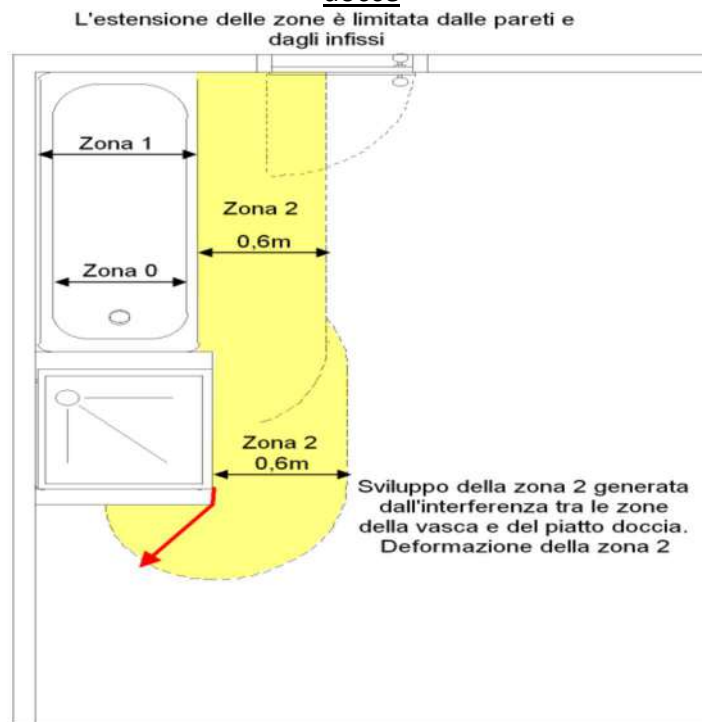 L'estensione delle zone è limitata dalle pareti e
dagli infissi
Zona 1
Zona 2
0,6m
Zona 0
Zona 2
0,6m
Sviluppo della zona 2 generata
dall'interferenza tra le zone
della vasca e del piatto doccia.
Deformazione della zona 2